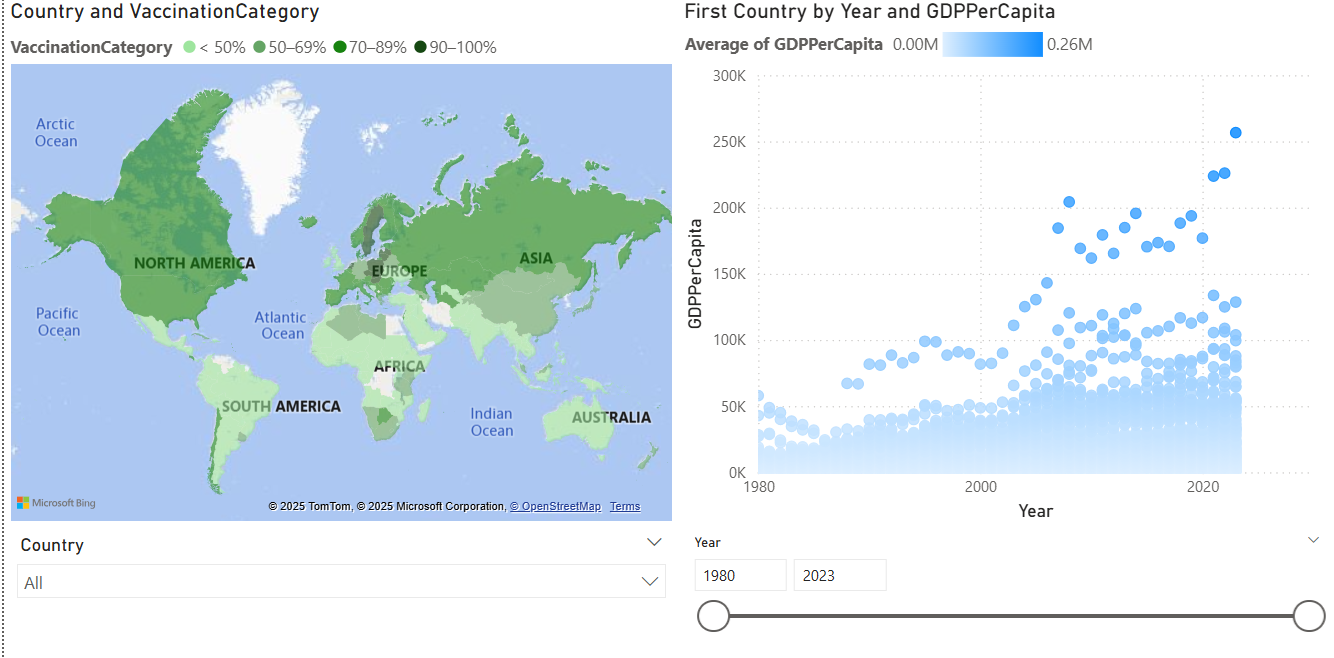 Country and VaccinationCategory
VaccinationCategory < 50% 50–69% 70–89% 90–100%
Arctic
Ocean
NORTH AMERICA
EUROPE
ASIA
Pacific
Ocean
Atlantic
Ocean
AFRICA
SOUTH AMERICA
Indian
Ocean
AUSTRALIA
Microsoft Bing
© 2025 TomTom, © 2025 Microsoft Corporation, © OpenStreetMap Terms
Country
All
First Country by Year and GDPPerCapita
Average of GDPPerCapita 0.00M 0.26M
300K
250K
200K
150K
100K
50K
0K
GDPPerCapita
1980 2000 2020
Year
Year
1980 2023